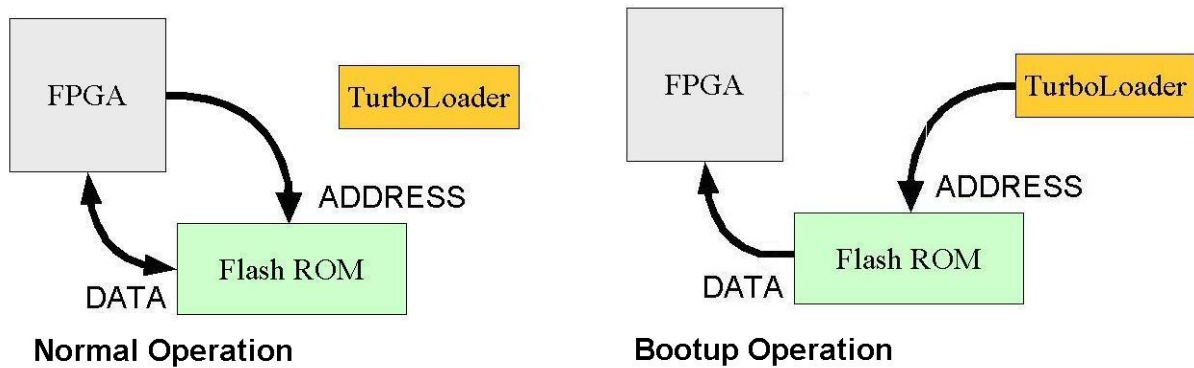 FPGA
TurboLoader
ADDRESS
Flash ROM
DATA
Normal Operation
FPGA
TurboLoader
ADDRESS
Flash ROM
DATA
Bootup Operation